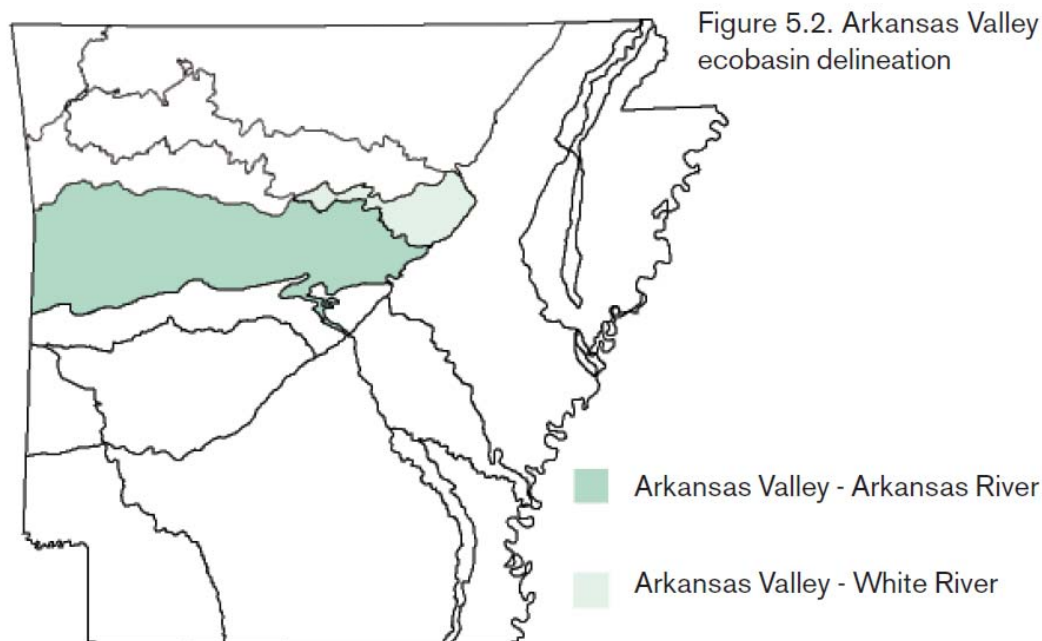 Figure 5.2. Arkansas Valley
ecobasin delineation
Arkansas Valley - Arkansas River
Arkansas Valley - White River